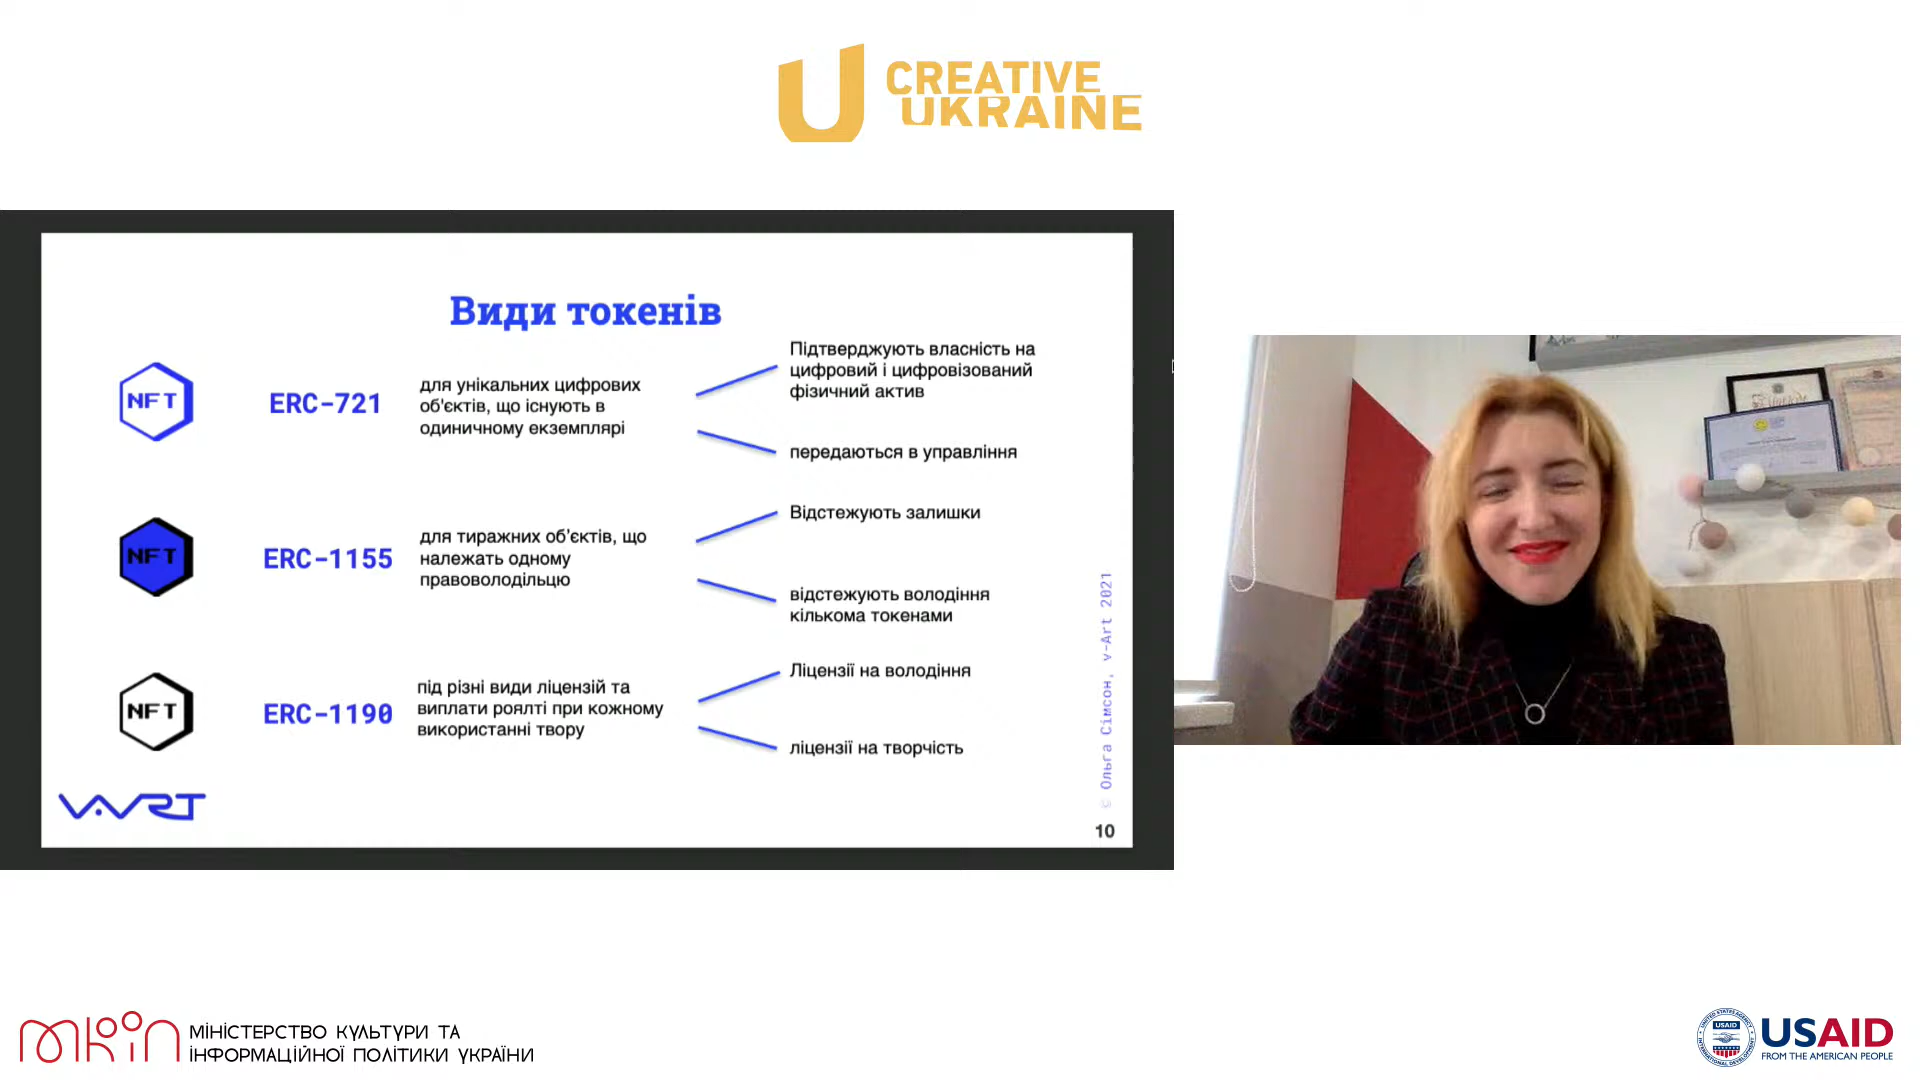 CREATIVE
UKRAINE
Види токенів
NFT
ERC-721
для унікальних цифрових
об'єктів, що існують в
одиничному екземплярі
Підтверджують власність на
цифровий і цифровізований
фізичний актив
передаються в управління
NFT
ERC-1155
для тиражних об'єктів, що
належать одному
правоволодільцю
Відстежують залишки
відстежують володіння
кількома токенами
NFT
ERC-1190
під різні види ліцензій та
виплати роялті при кожному
використанні твору
Ліцензії на володіння
ліцензії на творчість
© Ольга Сімсон, v-Art 2021
V-ART
10
МКІП
МІНІСТЕРСТВО КУЛЬТУРИ ТА
ІНФОРМАЦІЙНОЇ ПОЛІТИКИ УКРАЇНИ
USAID
USAID
FROM THE AMERICAN PEOPLE